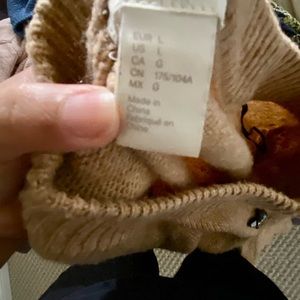 EUR L
US L
CA G
CN 175/104A
MX G
Made in
China
Fabriqué en
Chine